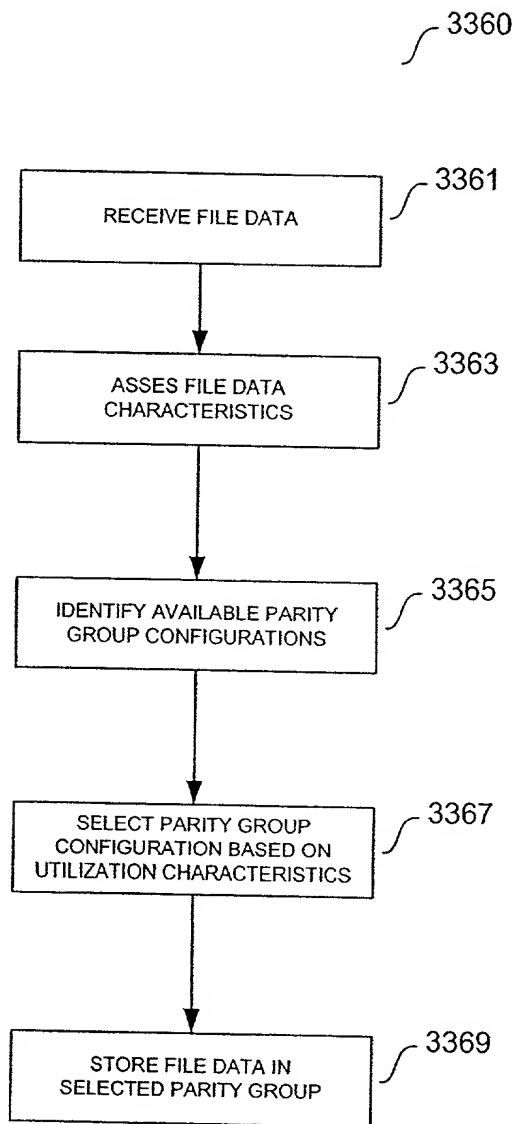 3360
3361
RECEIVE FILE DATA
3363
ASSES FILE DATA
CHARACTERISTICS
3365
IDENTIFY AVAILABLE PARITY
GROUP CONFIGURATIONS
3367
SELECT PARITY GROUP
CONFIGURATION BASED ON
UTILIZATION CHARACTERISTICS
3369
STORE FILE DATA IN
SELECTED PARITY GROUP